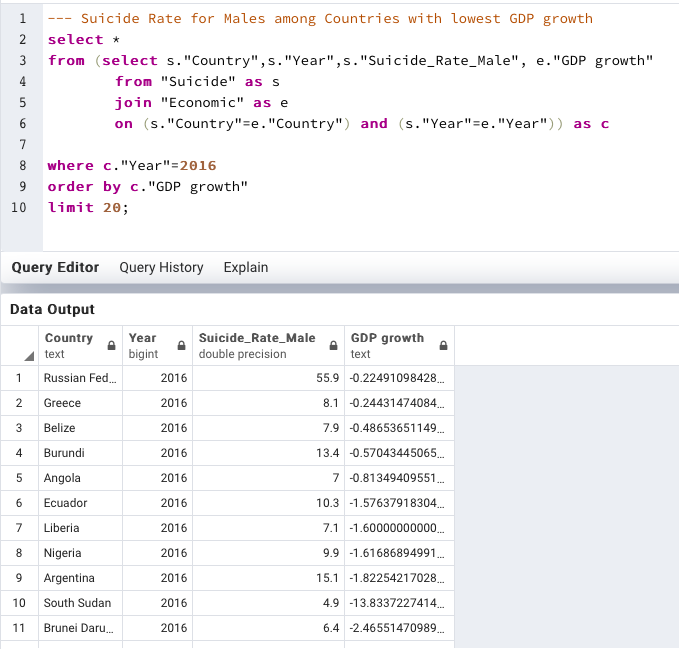 1 --- Suicide Rate for Males among Countries with lowest GDP growth
2 select *
3 from (select s."Country",s."Year",s."Suicide_Rate_Male", e."GDP growth"
4 from "Suicide" as s
5 join "Economic" as e
6 on (s."Country"=e."Country") and (s."Year"=e."Year")) as c
7
8 where c."Year"=2016
9 order by c."GDP growth"
10 limit 20;
Query Editor Query History Explain
Data Output
Country Year Suicide_Rate_Male GDP growth
text bigint double precision text
1 Russian Fed... 2016 55.9 -0.22491098428...
2 Greece 2016 8.1 -0.24431474084...
3 Belize 2016 7.9 -0.48653651149...
4 Burundi 2016 13.4 -0.57043445065...
5 Angola 2016 7 -0.81349409551...
6 Ecuador 2016 10.3 -1.57637918304...
7 Liberia 2016 7.1 -1.60000000000...
8 Nigeria 2016 9.9 -1.61686894991...
9 Argentina 2016 15.1 -1.82254217028...
10 South Sudan 2016 4.9 -13.8337227414...
11 Brunei Daru... 2016 6.4 -2.46551470989...